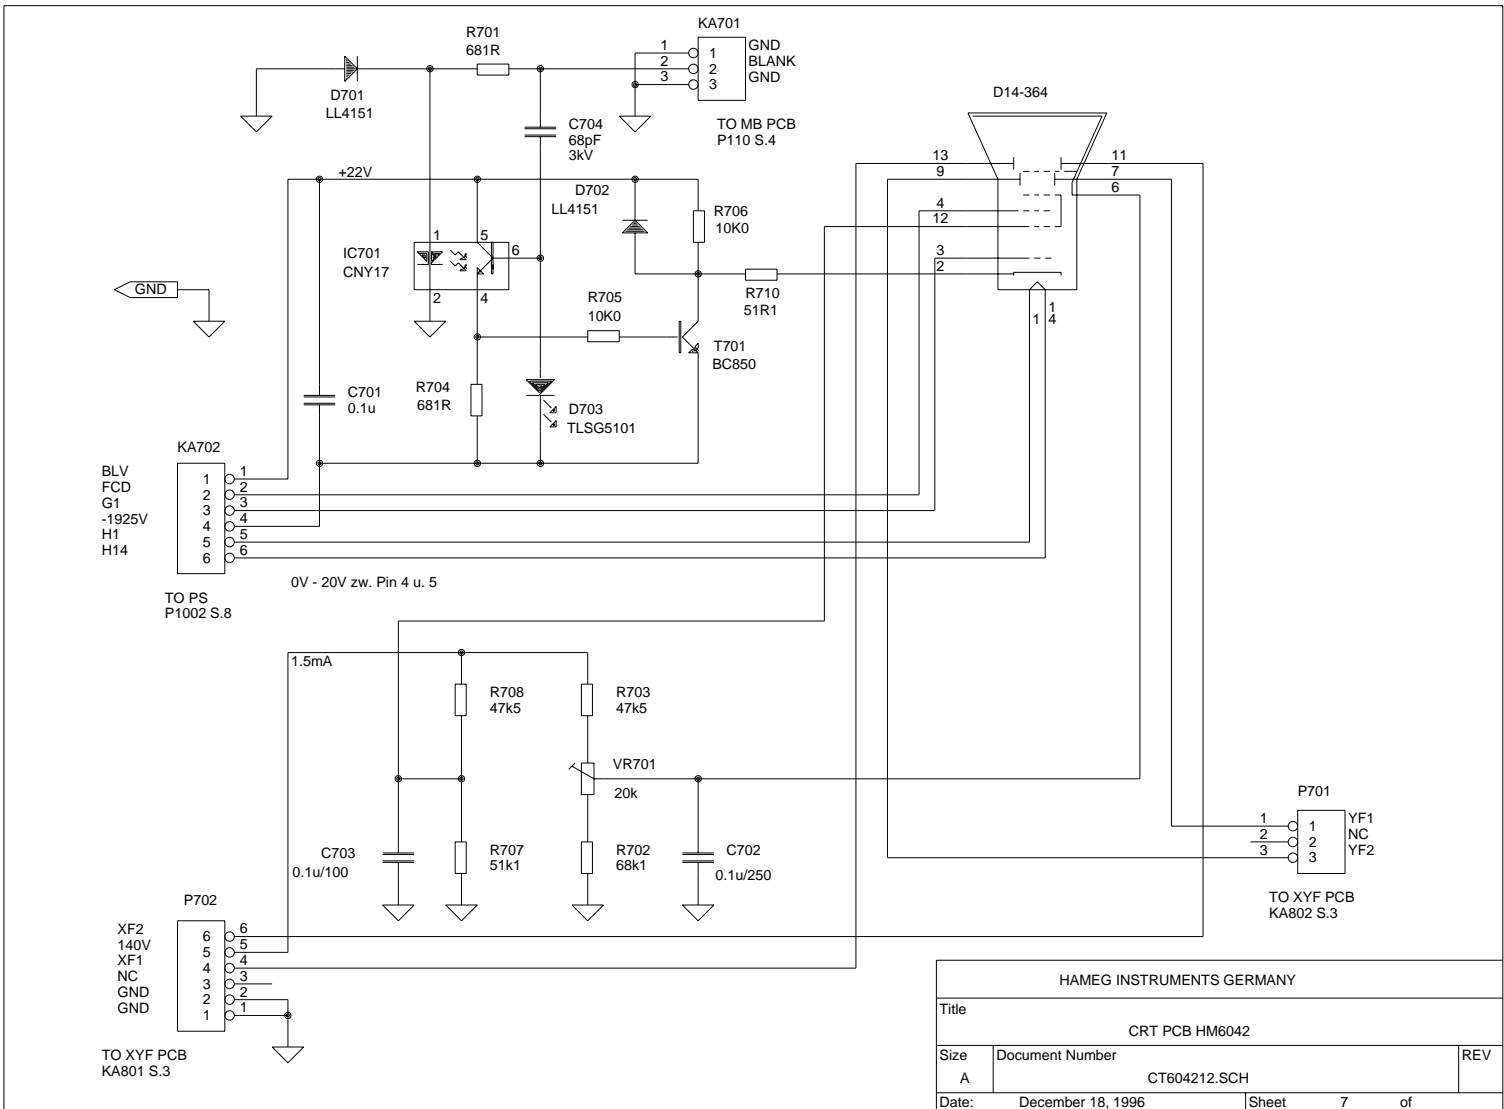 KA701
R701
681R
1
2
3
1
2
3
GND
BLANK
GND
D701
LL4151
C704
68pF
3kV
TO MB PCB
P110 S.4
D14-364
13
9
11
7
6
4
12
3
2
1
1
4
+22V
D702
LL4151
R706
10K0
IC701
CNY17
1
5
6
2
4
GND
R705
10K0
R710
51R1
T701
BC850
C701
0.1u
R704
681R
D703
TLSG5101
KA702
BLV
FCD
G1
-1925V
H1
H14
1
2
3
4
5
6
1
2
3
4
5
6
0V - 20V zw. Pin 4 u. 5
TO PS
P1002 S.8
1.5mA
R708
47k5
R703
47k5
VR701
20k
C703
0.1u/100
R707
51k1
R702
68k1
C702
0.1u/250
P701
1
2
3
1
2
3
YF1
NC
YF2
TO XYF PCB
KA802 S.3
P702
XF2
140V
XF1
NC
GND
GND
6
5
4
3
2
1
6
5
4
3
2
1
TO XYF PCB
KA801 S.3
HAMEG INSTRUMENTS GERMANY
Title
CRT PCB HM6042
Size Document Number REV
A CT604212.SCH
Date: December 18, 1996 Sheet 7 of